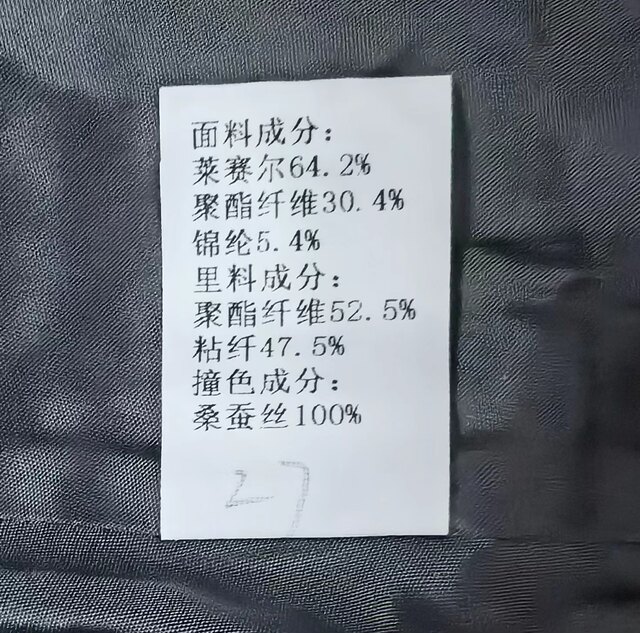 面料成分:
莱赛尔64.2%
聚酯纤维30.4%
锦纶5.4%
里料成分:
聚酯纤维52.5%
粘纤47.5%
撞色成分:
桑蚕丝100%
27